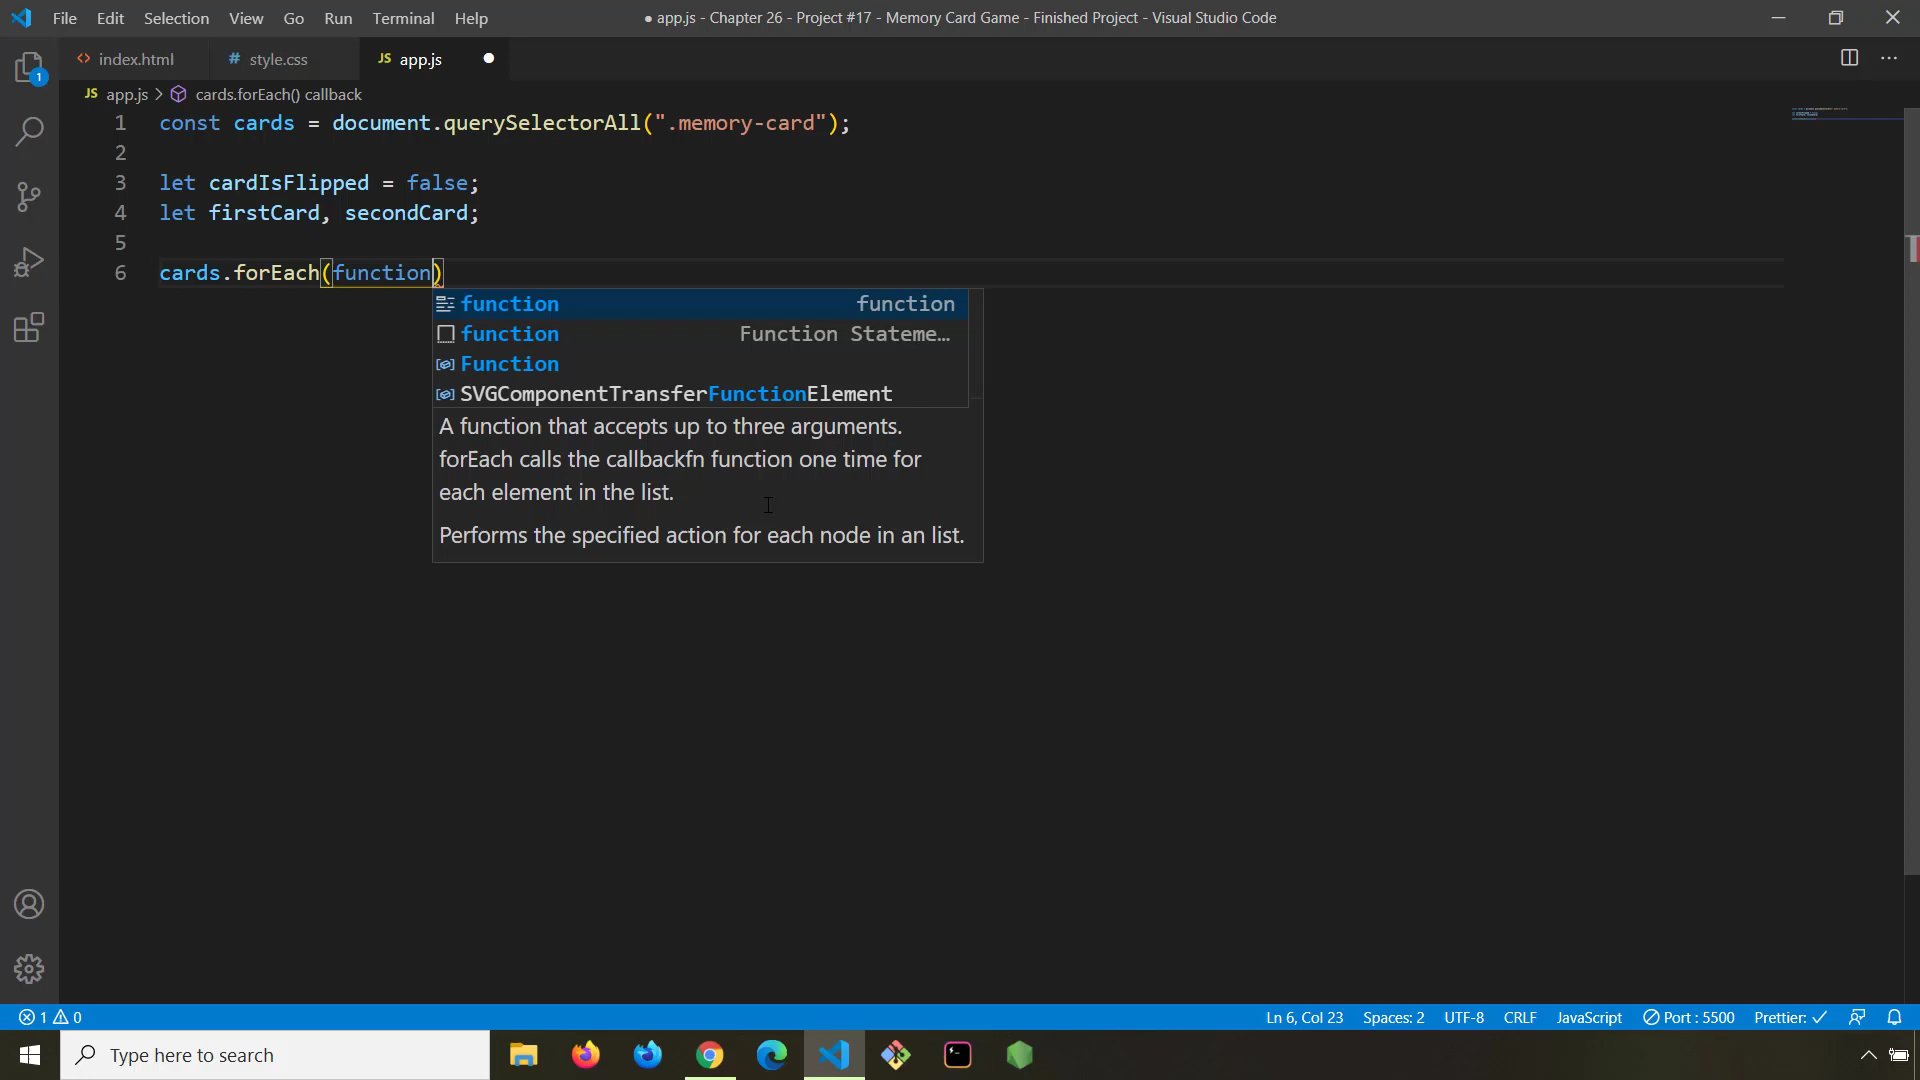 File Edit Selection View Go Run Terminal Help
● app.js - Chapter 26 - Project #17 - Memory Card Game - Finished Project - Visual Studio Code
<> index.html
# style.css
JS app.js ●
1
JS app.js > cards.forEach() callback
1 const cards = document.querySelectorAll(".memory-card");
2
3 let cardIsFlipped = false;
4 let firstCard, secondCard;
5
6 cards.forEach(function)
function function
function Function Stateme…
Function
SVGComponentTransferFunctionElement
A function that accepts up to three arguments.
forEach calls the callbackfn function one time for
each element in the list.
Performs the specified action for each node in an list.
1 0
Ln 6, Col 23 Spaces: 2 UTF-8 CRLF JavaScript Port : 5500 Prettier: ✓
Type here to search